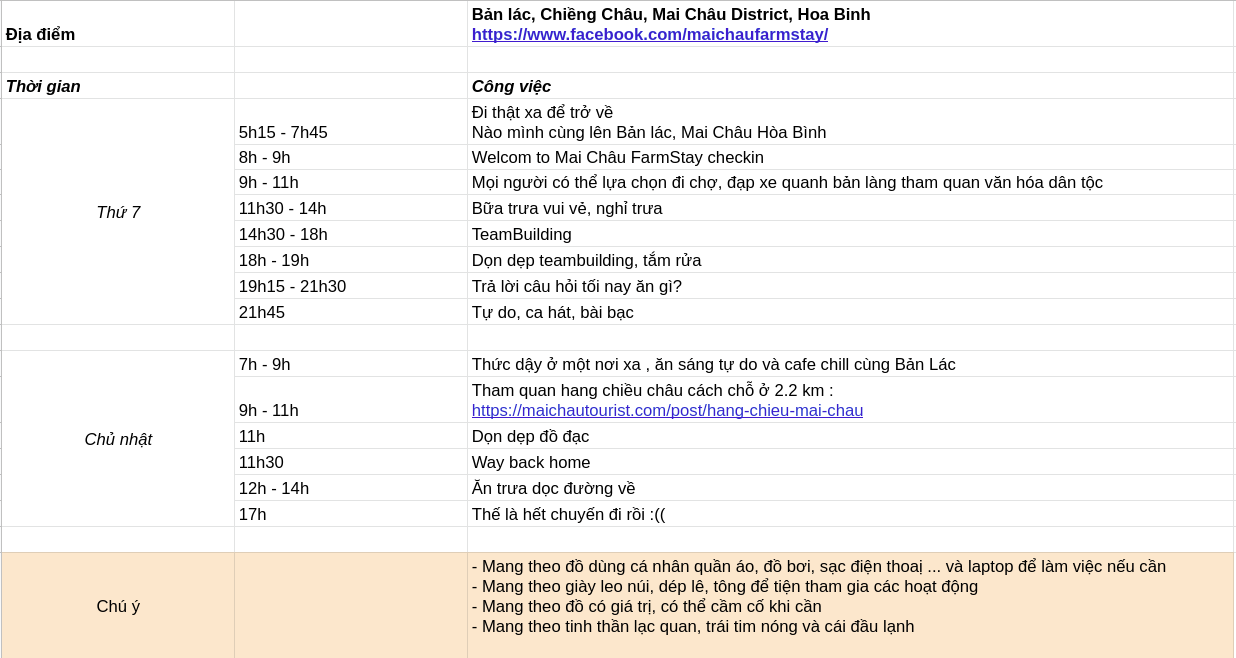 Địa điểm
Bản lác, Chiềng Châu, Mai Châu District, Hoa Binh
https://www.facebook.com/maichaufarmstay/
Thời gian
Công việc
Thứ 7
5h15 - 7h45
Đi thật xa để trở về
Nào mình cùng lên Bản lác, Mai Châu Hòa Bình
8h - 9h
Welcom to Mai Châu FarmStay checkin
9h - 11h
Mọi người có thể lựa chọn đi chợ, đạp xe quanh bản làng tham quan văn hóa dân tộc
11h30 - 14h
Bữa trưa vui vẻ, nghỉ trưa
14h30 - 18h
TeamBuilding
18h - 19h
Dọn dẹp teambuilding, tắm rửa
19h15 - 21h30
Trả lời câu hỏi tối nay ăn gì?
21h45
Tự do, ca hát, bài bạc
Chủ nhật
7h - 9h
Thức dậy ở một nơi xa , ăn sáng tự do và cafe chill cùng Bản Lác
9h - 11h
Tham quan hang chiều châu cách chỗ ở 2.2 km :
https://maichautourist.com/post/hang-chieu-mai-chau
11h
Dọn dẹp đồ đạc
11h30
Way back home
12h - 14h
Ăn trưa dọc đường về
17h
Thế là hết chuyến đi rồi :((
Chú ý
- Mang theo đồ dùng cá nhân quần áo, đồ bơi, sạc điện thoaị ... và laptop để làm việc nếu cần
- Mang theo giày leo núi, dép lê, tông để tiện tham gia các hoạt động
- Mang theo đồ có giá trị, có thể cầm cố khi cần
- Mang theo tinh thần lạc quan, trái tim nóng và cái đầu lạnh